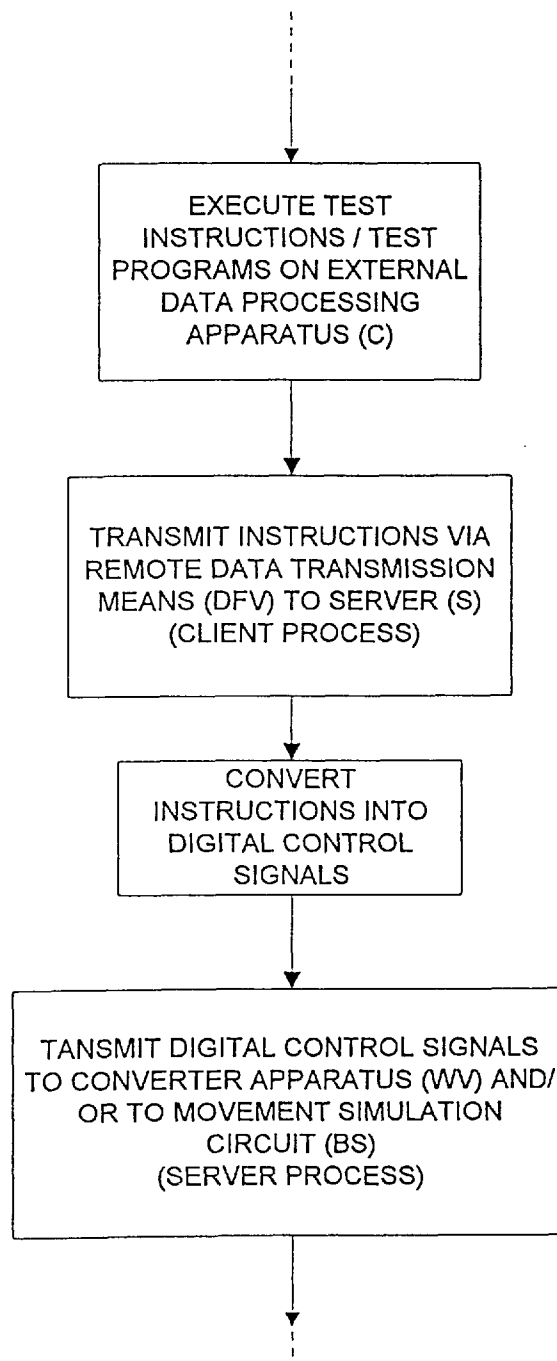 EXECUTE TEST
INSTRUCTIONS / TEST
PROGRAMS ON EXTERNAL
DATA PROCESSING
APPARATUS (C)
TRANSMIT INSTRUCTIONS VIA
REMOTE DATA TRANSMISSION
MEANS (DFV) TO SERVER (S)
(CLIENT PROCESS)
CONVERT
INSTRUCTIONS INTO
DIGITAL CONTROL
SIGNALS
TANSMIT DIGITAL CONTROL SIGNALS
TO CONVERTER APPARATUS (WV) AND/
OR TO MOVEMENT SIMULATION
CIRCUIT (BS)
(SERVER PROCESS)